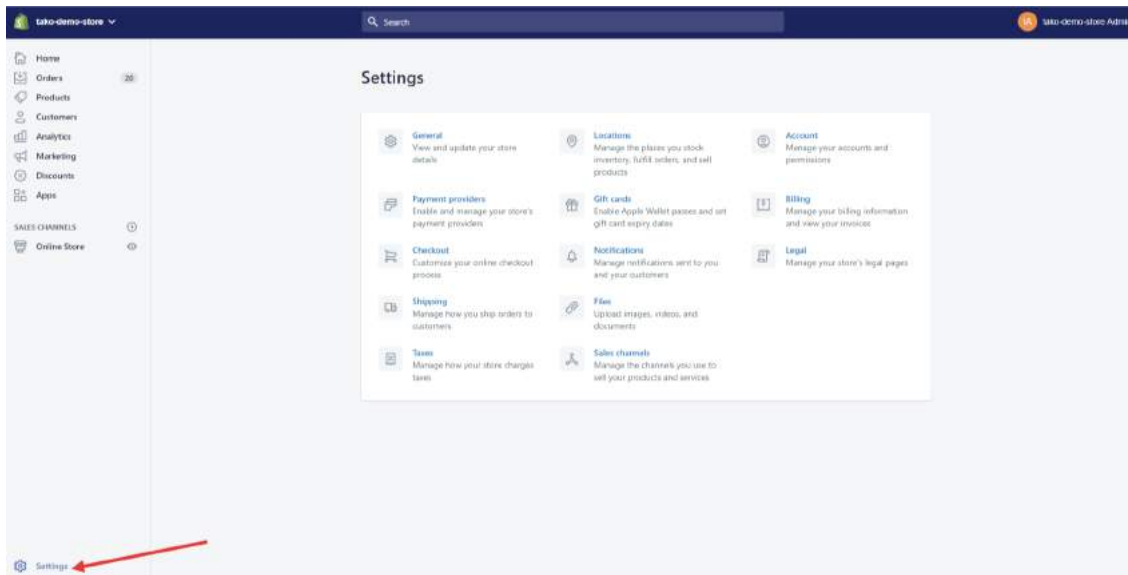 tako-demo-store
Search
tako-demo-store Admi
Home
Orders 20
Products
Customers
Analytics
Marketing
Discounts
Apps
SALES CHANNELS
Online Store
Settings
Settings
General
View and update your store
details
Payment providers
Enable and manage your store's
payment providers
Checkout
Customize your online checkout
process
Shipping
Manage how you ship orders to
customers
Taxes
Manage how your store charges
taxes
Locations
Manage the places you stock
inventory, fulfill orders, and sell
products
Gift cards
Enable Apple Wallet passes and set
gift card expiry dates
Notifications
Manage notifications sent to you
and your customers
Files
Upload images, videos, and
documents
Sales channels
Manage the channels you use to
sell your products and services
Account
Manage your accounts and
permissions
Billing
Manage your billing information
and view your invoices
Legal
Manage your store's legal pages